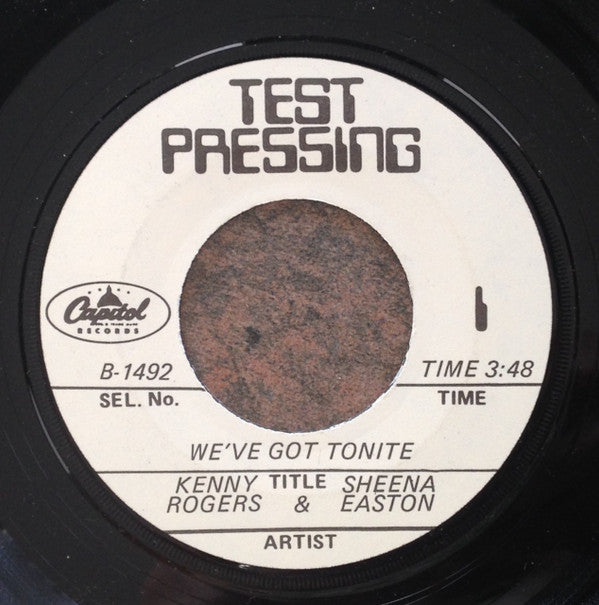 TEST
PRESSING
Capitol
RECORDS
1
B-1492
TIME 3:48
SEL. No.
TIME
WE'VE GOT TONITE
TITLE
KENNY SHEENA
ROGERS & EASTON
ARTIST